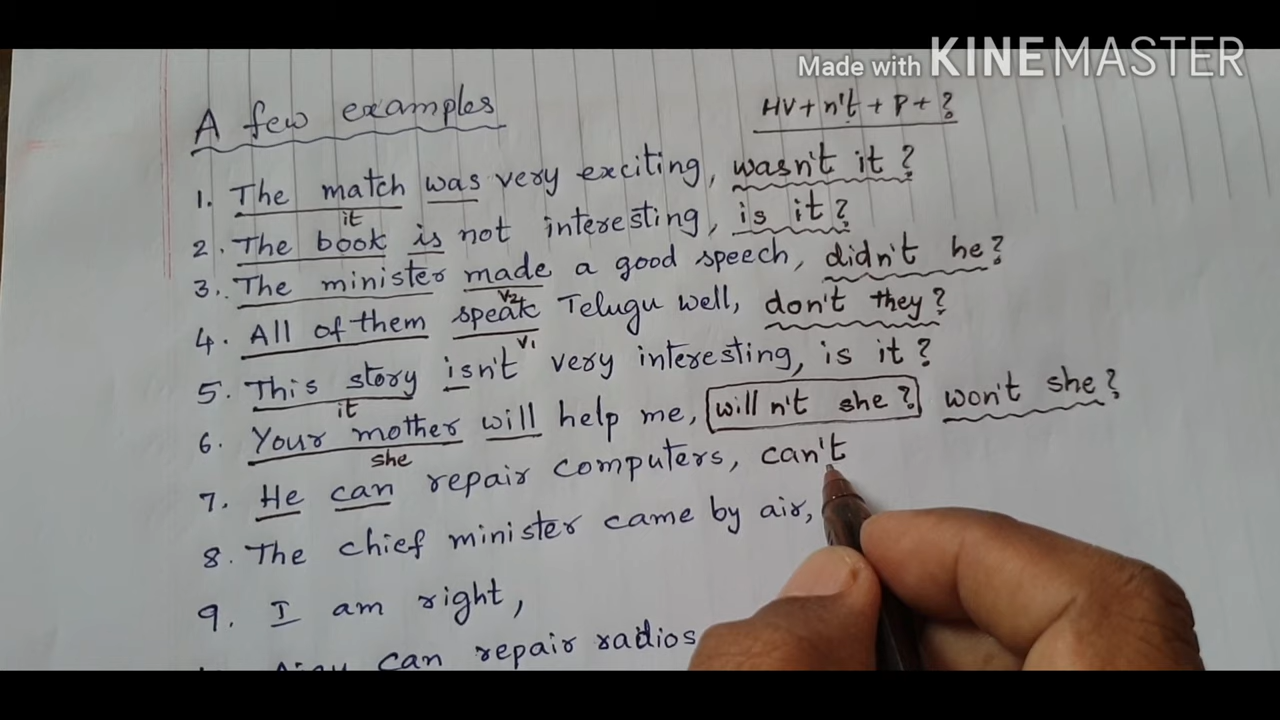 Made with KINEMASTER
A few examples
HV + n't + P + ?
1. The match was very exciting, wasn't it?
it
2. The book is not interesting, is it?
3. The minister made a good speech, didn't he?
V2
4. All of them speak Telugu well, don't they?
V1
5. This story isn't very interesting, is it?
it
6. Your mother will help me, will n't she? won't she?
she
7. He can repair computers, can't
8. The chief minister came by air,
9. I am right,
can repair radios